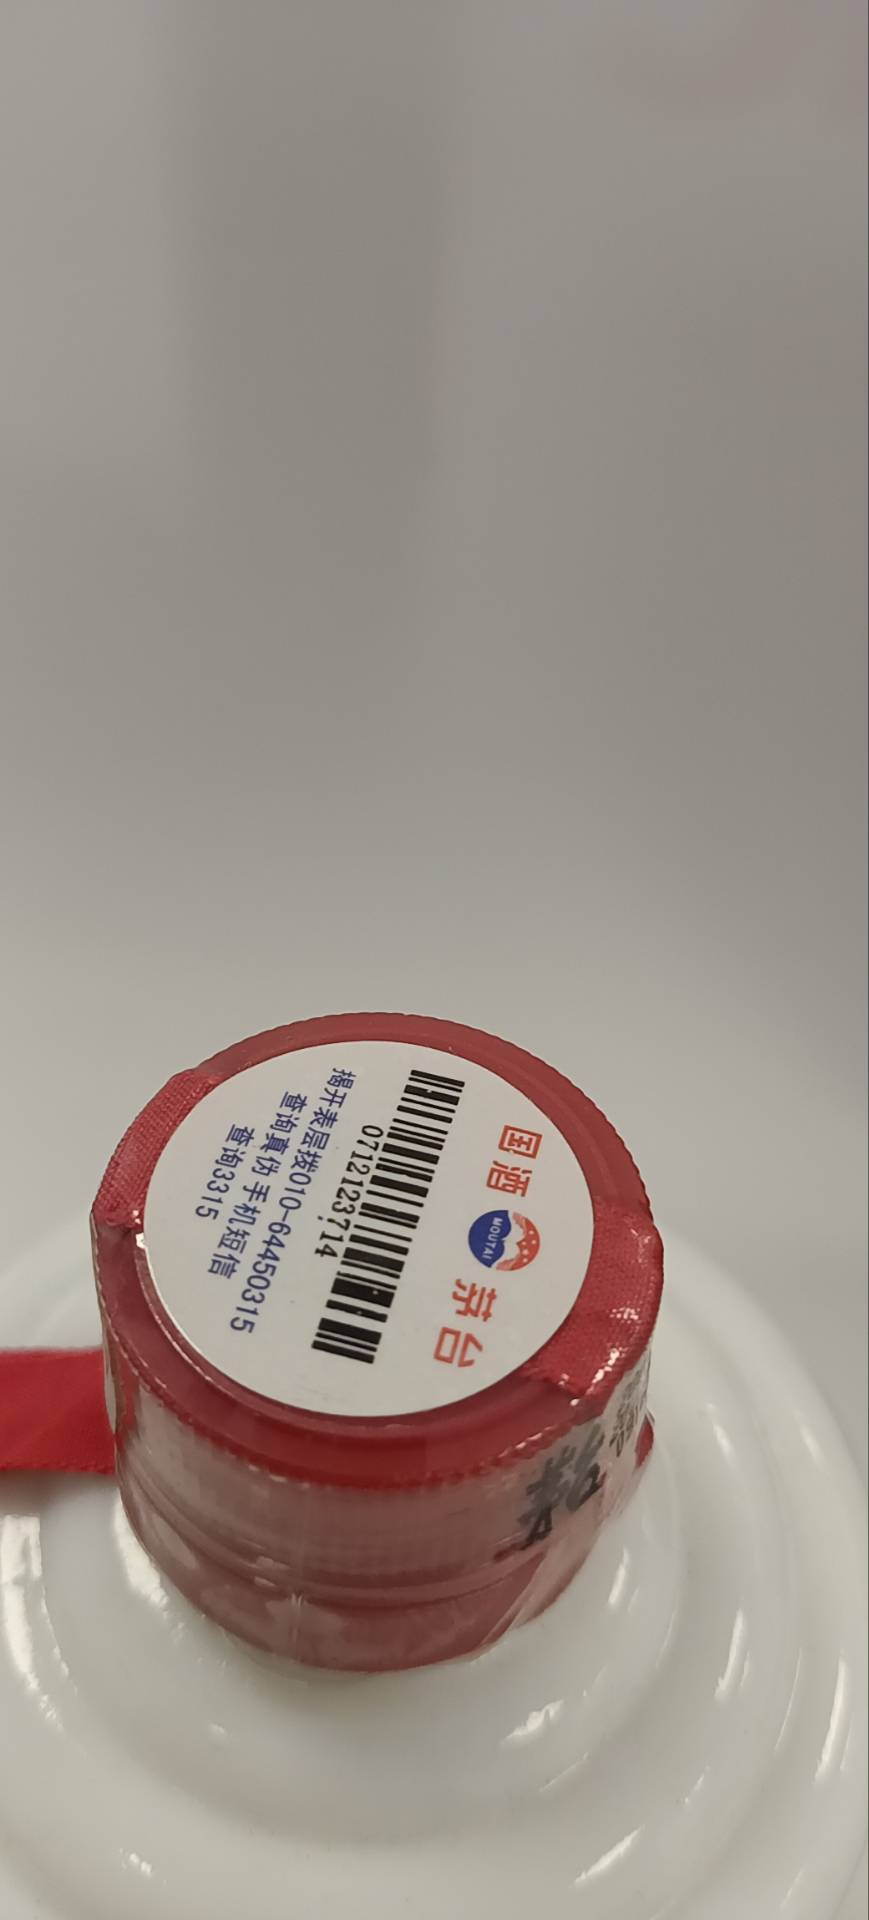 国酒
MOUTAI
茅台
0712123714
揭开表层拨010-64450315
查询真伪 手机短信
查询3315